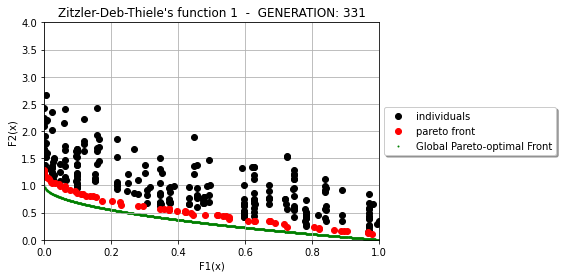 Zitzler-Deb-Thiele's function 1 - GENERATION: 331
4.0
3.5
3.0
2.5
2.0
1.5
1.0
0.5
0.0
F2(x)
0.0 0.2 0.4 0.6 0.8 1.0
F1(x)
individuals
pareto front
Global Pareto-optimal Front